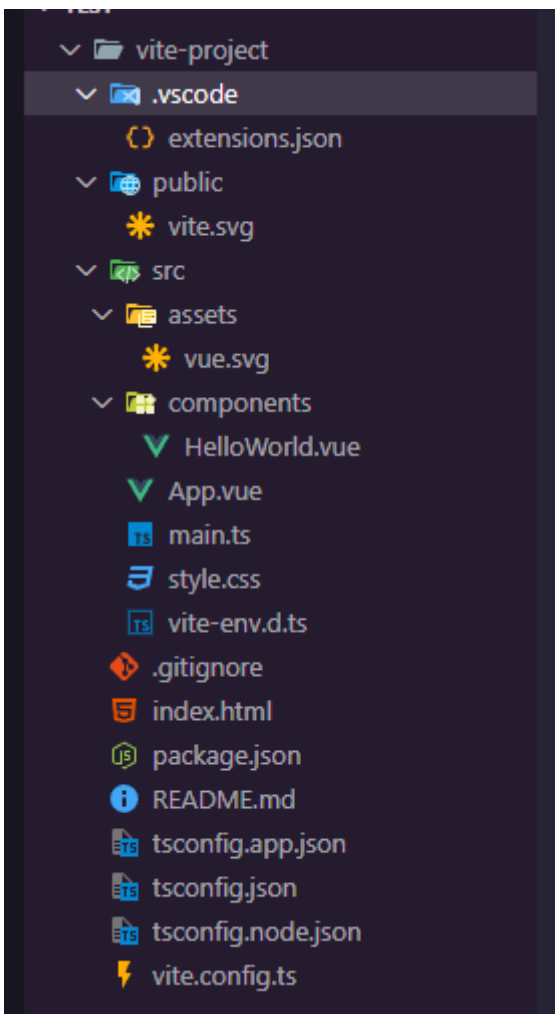 vite-project
.vscode
extensions.json
public
vite.svg
src
assets
vue.svg
components
HelloWorld.vue
App.vue
main.ts
style.css
vite-env.d.ts
.gitignore
index.html
package.json
README.md
tsconfig.app.json
tsconfig.json
tsconfig.node.json
vite.config.ts